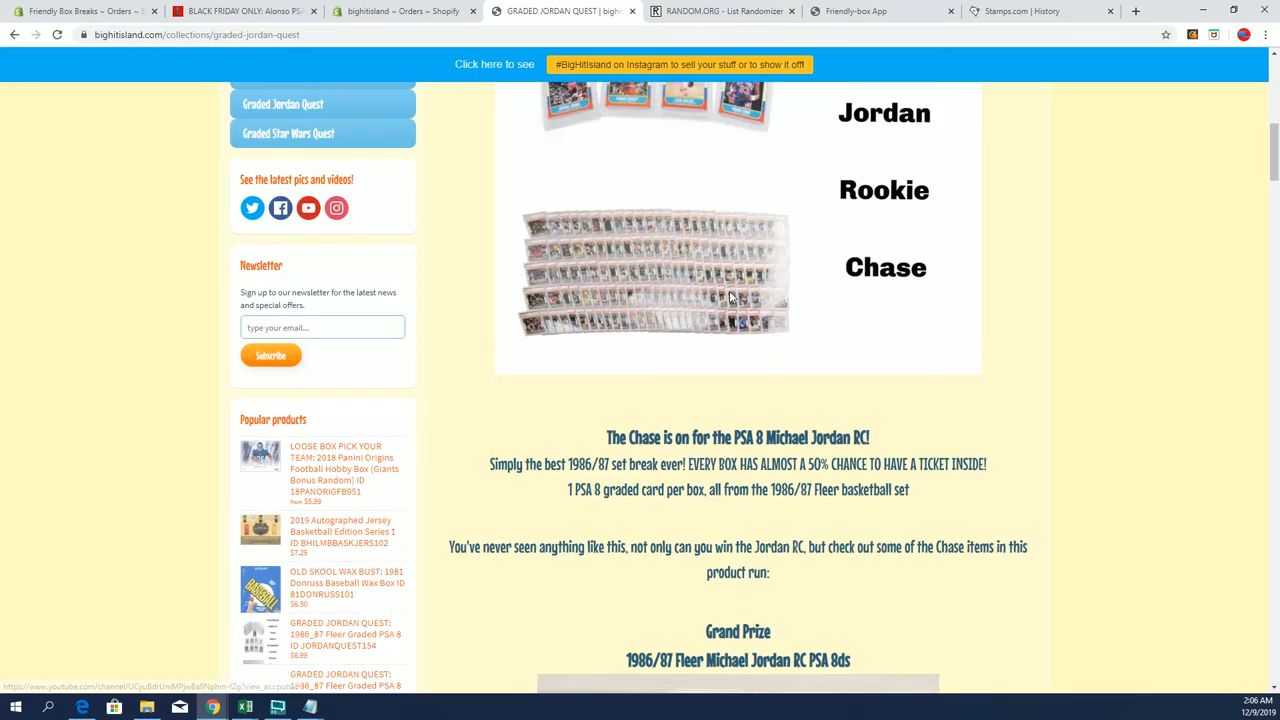 Friendly Box Breaks ~ Orders ~ S
BLACK FRIDAY ONLY: Alonso PSA
bighitisland ~ Orders ~ Shopify
GRADED JORDAN QUEST | bighi
RANDOM.ORG - List Randomizer
Friendly-box App
Stamps.com | History
bighitisland.com/collections/graded-jordan-quest
Click here to see
#BigHitIsland on Instagram to sell your stuff or to show it off!
Graded Jordan Quest
Graded Star Wars Quest
See the latest pics and videos!
Newsletter
Sign up to our newsletter for the latest news
and special offers.
type your email....
Subscribe
Popular products
LOOSE BOX PICK YOUR
TEAM: 2018 Panini Origins
Football Hobby Box (Giants
Bonus Random) ID
18PANORIGFB951
from $5.99
2019 Autographed Jersey
Basketball Edition Series 1
ID BHILMBBASKJERS102
$7.25
OLD SKOOL WAX BUST: 1981
Donruss Baseball Wax Box ID
81DONRUSS101
$6.50
GRADED JORDAN QUEST:
1986_87 Fleer Graded PSA 8
ID JORDANQUEST154
$6.99
GRADED JORDAN QUEST:
1986_87 Fleer Graded PSA 8
Jordan
Rookie
Chase
The Chase is on for the PSA 8 Michael Jordan RC!
Simply the best 1986/87 set break ever! EVERY BOX HAS ALMOST A 50% CHANCE TO HAVE A TICKET INSIDE!
1 PSA 8 graded card per box, all from the 1986/87 Fleer basketball set
You've never seen anything like this, not only can you win the Jordan RC, but check out some of the Chase items in this
product run:
Grand Prize
1986/87 Fleer Michael Jordan RC PSA 8ds
2:06 AM
12/9/2019